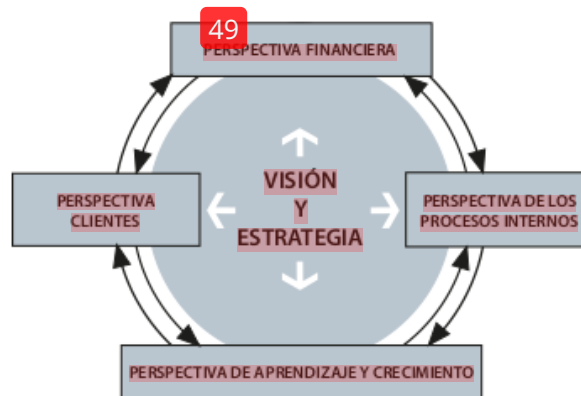 49
PERSPECTIVA FINANCIERA
VISIÓN
Y
ESTRATEGIA
PERSPECTIVA
CLIENTES
PERSPECTIVA DE LOS
PROCESOS INTERNOS
PERSPECTIVA DE APRENDIZAJE Y CRECIMIENTO